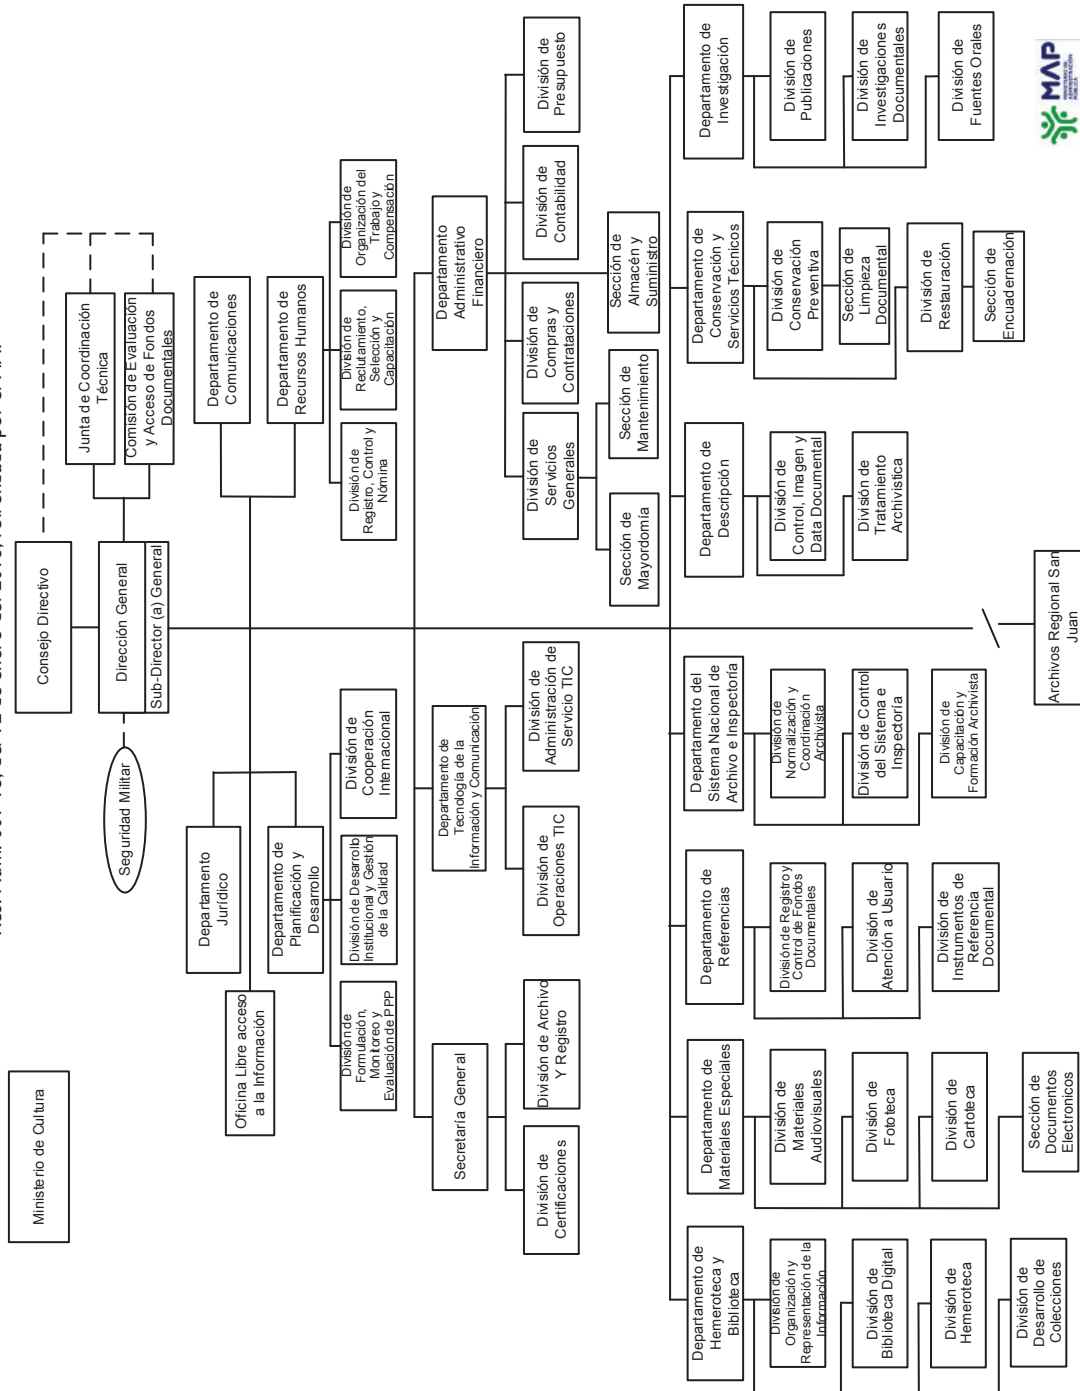 Ministerio de Cultura
Consejo Directivo
Dirección General
Sub-Director (a) General
Seguridad Militar
Junta de Coordinación
Técnica
Comisión de Evaluación
y Acceso de Fondos
Documentales
Oficina Libre acceso
a la Información
Departamento
Jurídico
Departamento de
Comunicaciones
Departamento de
Planificación y
Desarrollo
Departamento de
Recursos Humanos
División de
Formulación,
Monitoreo y
Evaluación de PPP
División de Desarrollo
Institucional y Gestión
de la Calidad
División de
Cooperación
Internacional
División de
Registro, Control y
Nómina
División de
Reclutamiento,
Selección y
Capacitación
División de
Organización del
Trabajo y
Compensación
Secretaría General
Departamento de
Tecnología de la
Información y Comunicación
Departamento
Administrativo
Financiero
División de
Certificaciones
División de Archivo
Y Registro
División de
Operaciones TIC
División de
Administración de
Servicio TIC
División de
Servicios
Generales
División de
Compras y
Contrataciones
División de
Contabilidad
División de
Presupuesto
Sección de
Mayordomía
Sección de
Mantenimiento
Sección de
Almacén y
Suministro
Departamento de
Hemeroteca y
Biblioteca
División de
Organización y
Representación de la
Información
División de
Biblioteca Digital
División de
Hemeroteca
División de
Desarrollo de
Colecciones
Departamento de
Materiales Especiales
División de
Materiales
Audiovisuales
División de
Fototeca
División de
Cartoteca
Sección de
Documentos
Electronicos
Departamento de
Referencias
División de Registro y
Control de Fondos
Documentales
División de
Atención a Usuario
División de
Instrumentos de
Referencia
Documental
Departamento del
Sistema Nacional de
Archivo e Inspectoría
División de
Normalización y
Coordinación
Archivista
División de Control
del Sistema e
Inspectoría
División de
Capacitación y
Formación Archivista
Departamento de
Descripción
División de
Control, Imagen y
Data Documental
División de
Tratamiento
Archivistica
Departamento de
Conservación y
Servicios Técnicos
División de
Conservación
Preventiva
Sección de
Limpieza
Documental
División de
Restauración
Sección de
Encuadernación
Departamento de
Investigación
División de
Publicaciones
División de
Investigaciones
Documentales
División de
Fuentes Orales
Archivos Regional San
Juan
MAP
MINISTERIO DE
ADMINISTRACIÓN
PÚBLICA